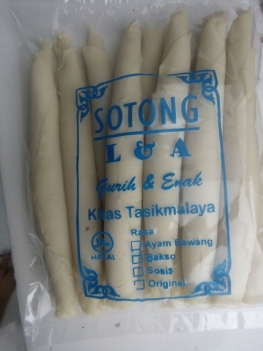 SOTONG
L & A
Gurih & Enak
Khas Tasikmalaya
Rasa
HALAL
Ayam Bawang
Bakso
Sosis
Original